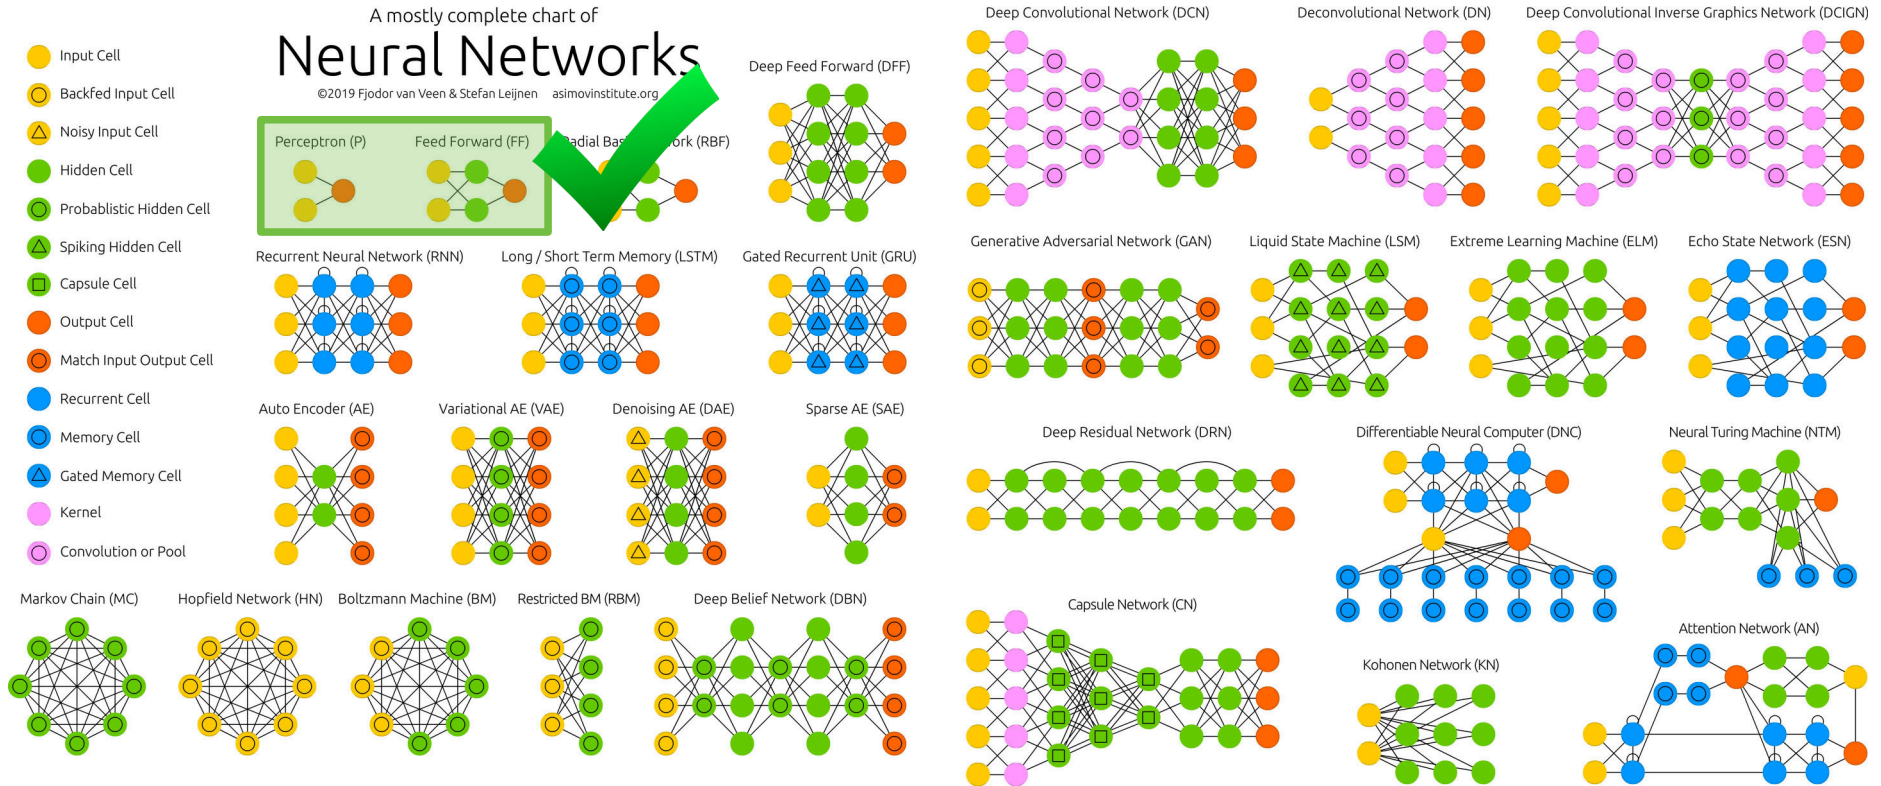 A mostly complete chart of
Neural Networks
©2019 Fjodor van Veen & Stefan Leijnen asimovinstitute.org
Input Cell
Backfed Input Cell
Noisy Input Cell
Hidden Cell
Probablistic Hidden Cell
Spiking Hidden Cell
Capsule Cell
Output Cell
Match Input Output Cell
Recurrent Cell
Memory Cell
Gated Memory Cell
Kernel
Convolution or Pool
Deep Feed Forward (DFF)
Perceptron (P)
Feed Forward (FF)
(RBF)
Recurrent Neural Network (RNN)
Long / Short Term Memory (LSTM)
Gated Recurrent Unit (GRU)
Auto Encoder (AE)
Variational AE (VAE)
Denoising AE (DAE)
Sparse AE (SAE)
Markov Chain (MC)
Hopfield Network (HN)
Boltzmann Machine (BM)
Restricted BM (RBM)
Deep Belief Network (DBN)
Deep Convolutional Network (DCN)
Deconvolutional Network (DN)
Deep Convolutional Inverse Graphics Network (DCIGN)
Generative Adversarial Network (GAN)
Liquid State Machine (LSM)
Extreme Learning Machine (ELM)
Echo State Network (ESN)
Deep Residual Network (DRN)
Differentiable Neural Computer (DNC)
Neural Turing Machine (NTM)
Capsule Network (CN)
Kohonen Network (KN)
Attention Network (AN)